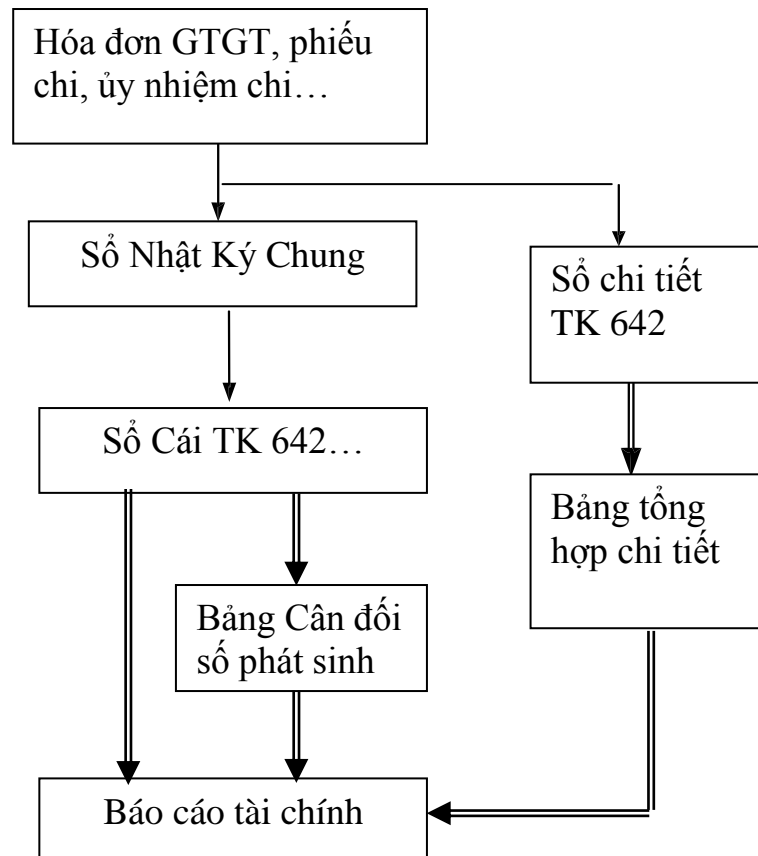 Hóa đơn GTGT, phiếu
chi, ủy nhiệm chi…
Sổ Nhật Ký Chung
Sổ chi tiết
TK 642
Sổ Cái TK 642…
Bảng tổng
hợp chi tiết
Bảng Cân đối
số phát sinh
Báo cáo tài chính